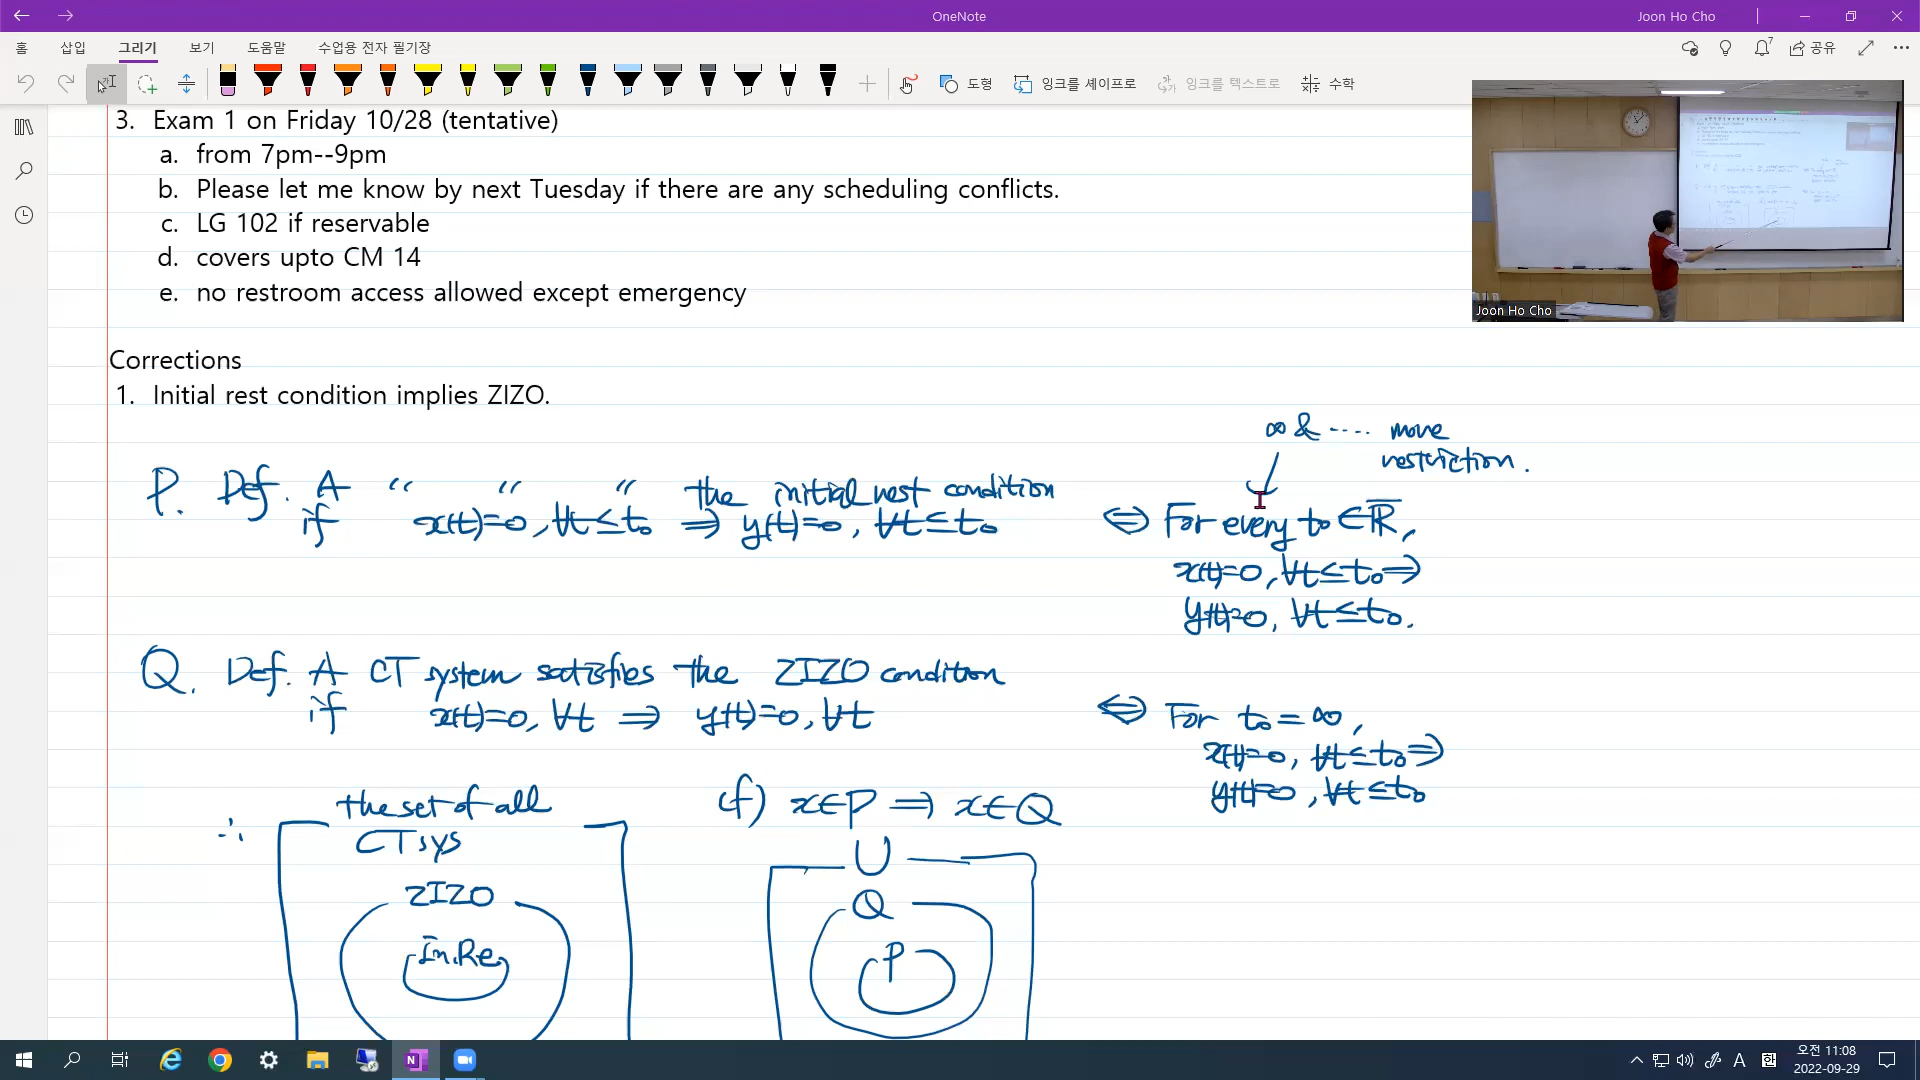 OneNote
Joon Ho Cho
홈 삽입 그리기 보기 도움말 수업용 전자 필기장
공유
도형 잉크를 셰이프로 잉크를 텍스트로 수학
3. Exam 1 on Friday 10/28 (tentative)
a. from 7pm--9pm
b. Please let me know by next Tuesday if there are any scheduling conflicts.
c. LG 102 if reservable
d. covers upto CM 14
e. no restroom access allowed except emergency
Joon Ho Cho
Corrections
1. Initial rest condition implies ZIZO.
∞ & .... more
restriction.
P. Def. A " " " the initial rest condition
if x(t)=0, ∀t≤t₀ ⇒ y(t)=0, ∀t≤t₀
⇔ For every t₀ ∈ R̅,
x(t)=0, ∀t≤t₀ ⇒
y(t)=0, ∀t≤t₀.
Q. Def. A CT system satisfies the ZIZO condition
if x(t)=0, ∀t ⇒ y(t)=0, ∀t
⇔ For t₀ = ∞,
x(t)=0, ∀t≤t₀ ⇒
y(t)=0, ∀t≤t₀
∴ the set of all
CT sys
ZIZO
In.Re
(f) x∈P ⇒ x∈Q
U
Q
P
A 한 오전 11:08
2022-09-29